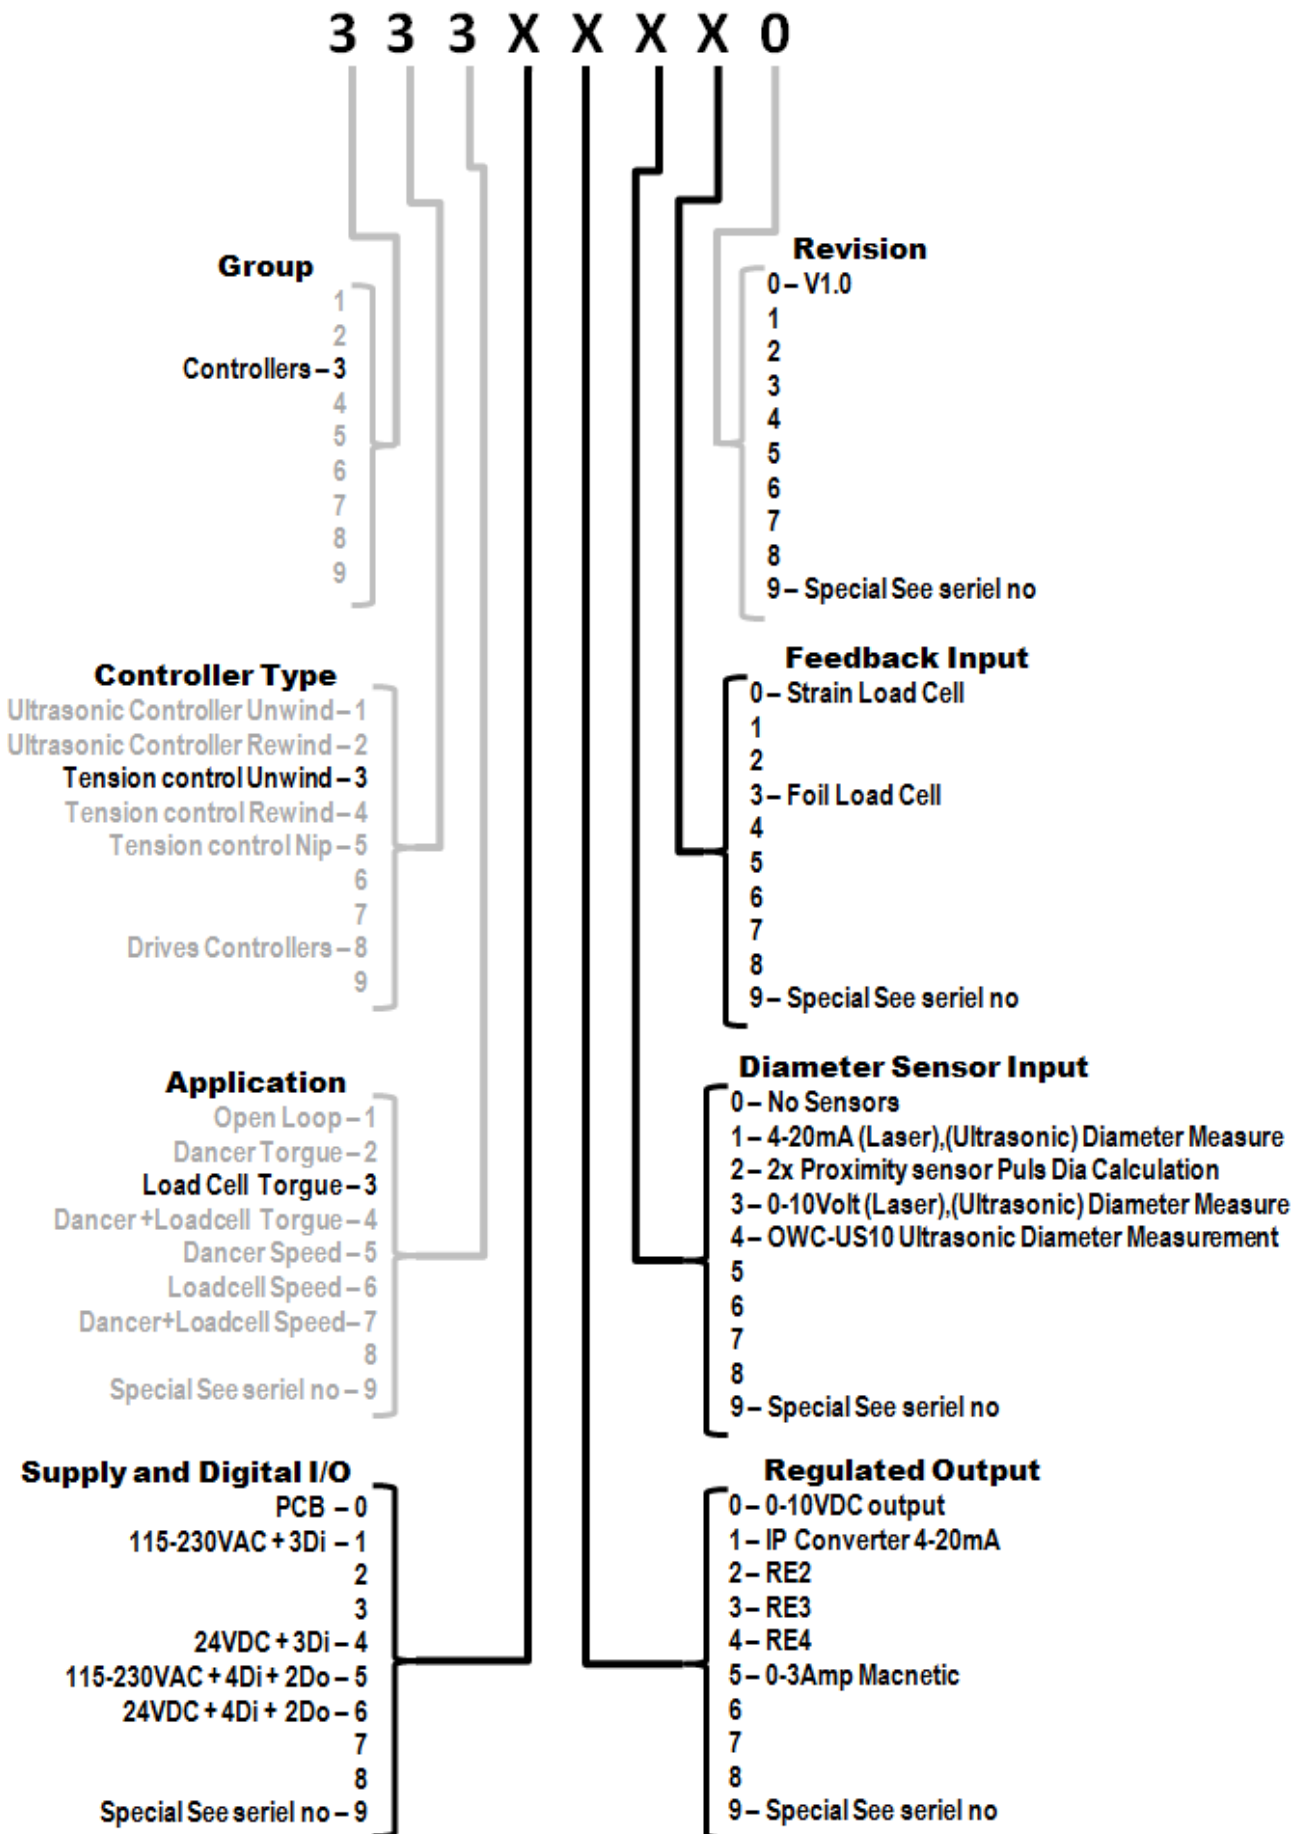 3 3 3 X X X X 0
Group
1
2
Controllers – 3
4
5
6
7
8
9
Controller Type
Ultrasonic Controller Unwind – 1
Ultrasonic Controller Rewind – 2
Tension control Unwind – 3
Tension control Rewind – 4
Tension control Nip – 5
6
7
Drives Controllers – 8
9
Application
Open Loop – 1
Dancer Torgue – 2
Load Cell Torgue – 3
Dancer +Loadcell Torgue – 4
Dancer Speed – 5
Loadcell Speed – 6
Dancer+Loadcell Speed– 7
8
Special See seriel no – 9
Supply and Digital I/O
PCB – 0
115-230VAC + 3Di – 1
2
3
24VDC + 3Di – 4
115-230VAC + 4Di + 2Do – 5
24VDC + 4Di + 2Do – 6
7
8
Special See seriel no – 9
Revision
0 – V1.0
1
2
3
4
5
6
7
8
9 – Special See seriel no
Feedback Input
0 – Strain Load Cell
1
2
3 – Foil Load Cell
4
5
6
7
8
9 – Special See seriel no
Diameter Sensor Input
0 – No Sensors
1 – 4-20mA (Laser),(Ultrasonic) Diameter Measure
2 – 2x Proximity sensor Puls Dia Calculation
3 – 0-10Volt (Laser),(Ultrasonic) Diameter Measure
4 – OWC-US10 Ultrasonic Diameter Measurement
5
6
7
8
9 – Special See seriel no
Regulated Output
0 – 0-10VDC output
1 – IP Converter 4-20mA
2 – RE2
3 – RE3
4 – RE4
5 – 0-3Amp Macnetic
6
7
8
9 – Special See seriel no